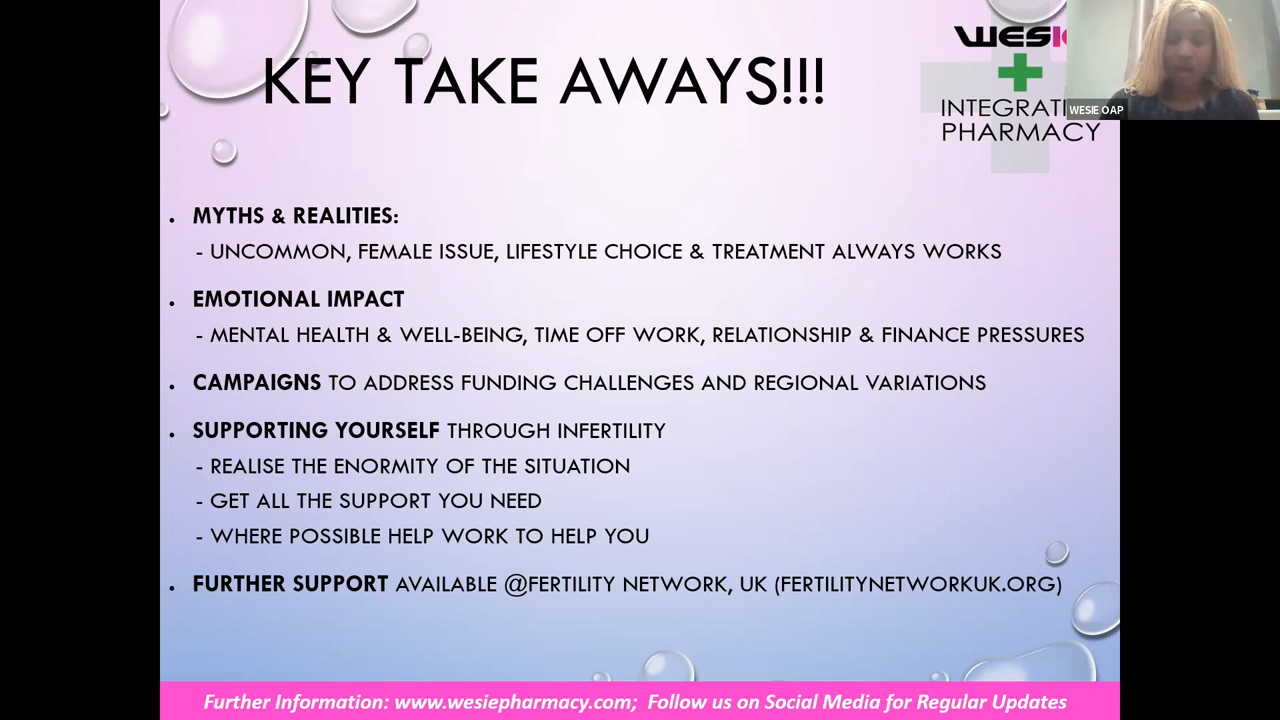 KEY TAKE AWAYS!!!
WESIE OAP
PHARMACY
• MYTHS & REALITIES:
- UNCOMMON, FEMALE ISSUE, LIFESTYLE CHOICE & TREATMENT ALWAYS WORKS
• EMOTIONAL IMPACT
- MENTAL HEALTH & WELL-BEING, TIME OFF WORK, RELATIONSHIP & FINANCE PRESSURES
• CAMPAIGNS TO ADDRESS FUNDING CHALLENGES AND REGIONAL VARIATIONS
• SUPPORTING YOURSELF THROUGH INFERTILITY
- REALISE THE ENORMITY OF THE SITUATION
- GET ALL THE SUPPORT YOU NEED
- WHERE POSSIBLE HELP WORK TO HELP YOU
• FURTHER SUPPORT AVAILABLE @FERTILITY NETWORK, UK (FERTILITYNETWORKUK.ORG)
Further Information: www.wesiepharmacy.com; Follow us on Social Media for Regular Updates